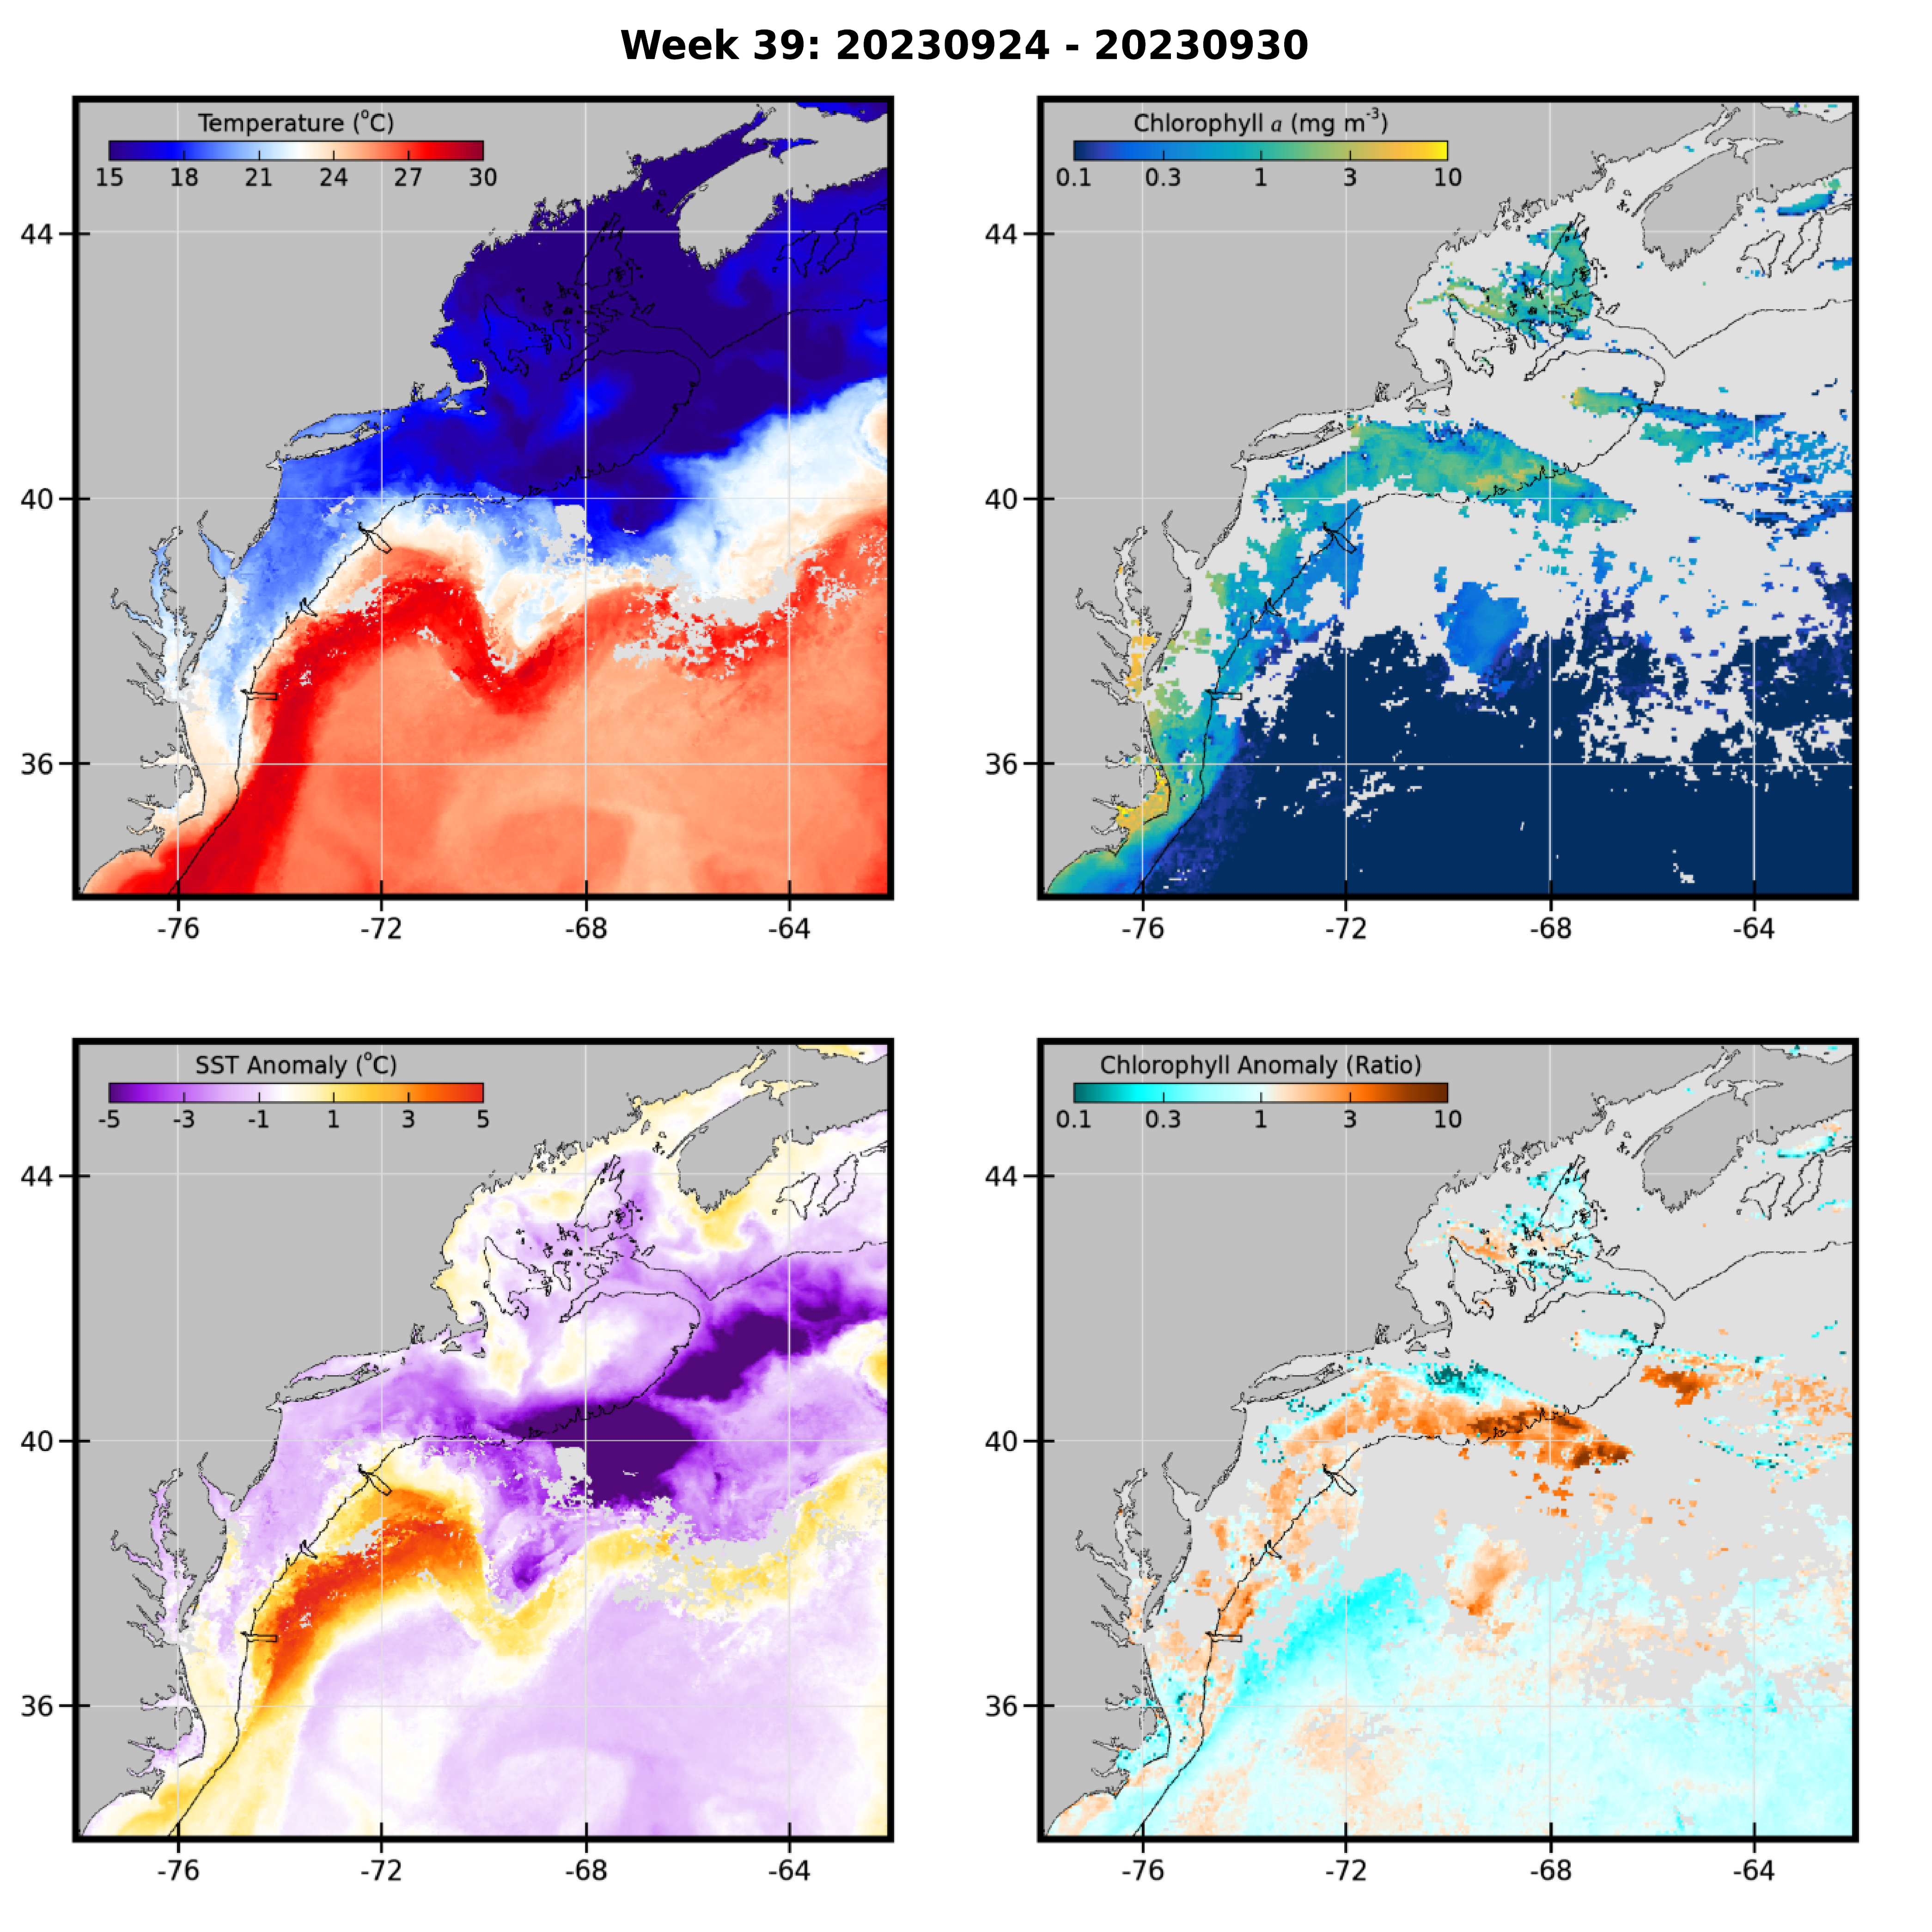 Week 39: 20230924 - 20230930
Temperature (°C)
15 18 21 24 27 30
44
40
36
-76 -72 -68 -64
Chlorophyll a (mg m⁻³)
0.1 0.3 1 3 10
44
40
36
-76 -72 -68 -64
SST Anomaly (°C)
-5 -3 -1 1 3 5
44
40
36
-76 -72 -68 -64
Chlorophyll Anomaly (Ratio)
0.1 0.3 1 3 10
44
40
36
-76 -72 -68 -64